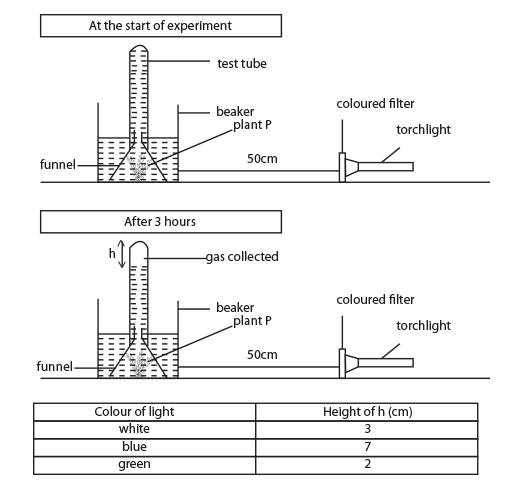 At the start of experiment
test tube
beaker
plant P
funnel
50cm
coloured filter
torchlight
After 3 hours
h
gas collected
beaker
plant P
funnel
50cm
coloured filter
torchlight
Colour of light Height of h (cm)
white 3
blue 7
green 2